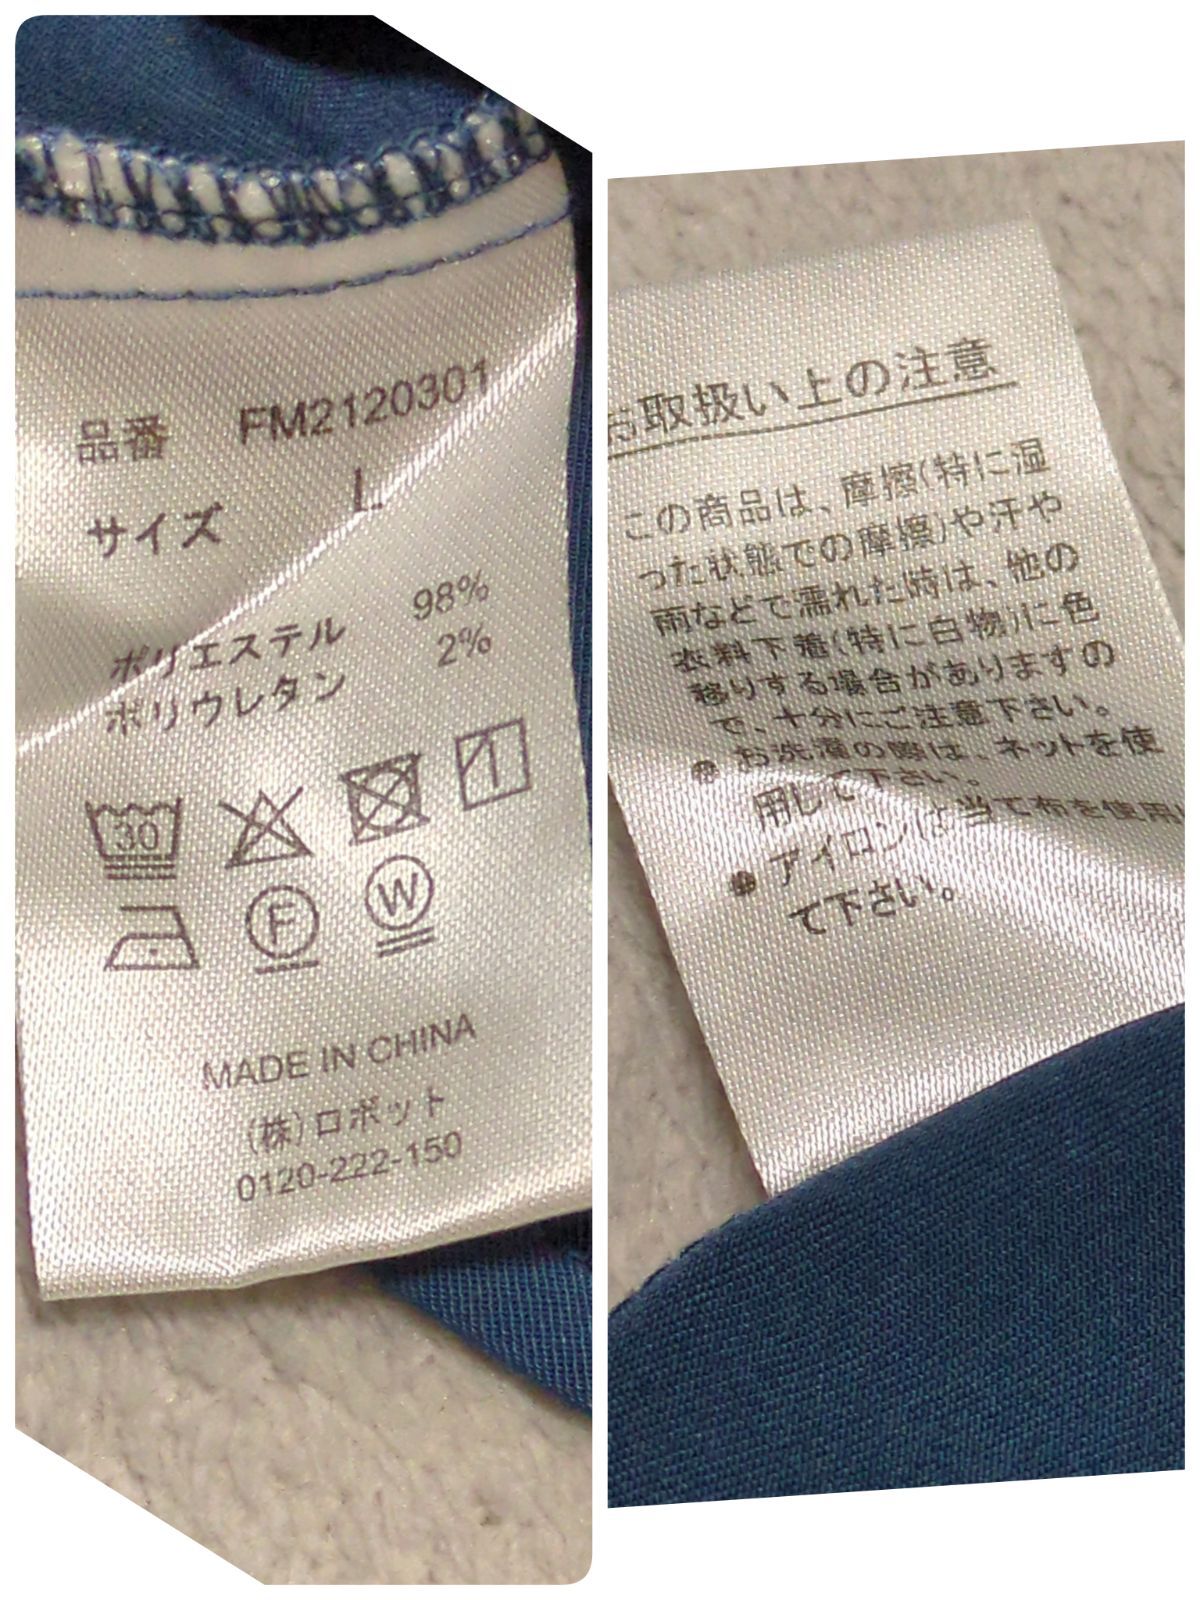 品番 FM2120301
サイズ L
ポリエステル 98%
ポリウレタン 2%
30
F
W
MADE IN CHINA
(株)ロボット
0120-222-150
お取扱い上の注意
この商品は、摩擦(特に湿
った状態での摩擦)や汗や
雨などで濡れた時は、他の
衣料下着(特に白物)に色
移りする場合がありますの
で、十分にご注意下さい。
● お洗濯の際は、ネットを使
用して下さい。
● アイロンは当て布を使用し
て下さい。